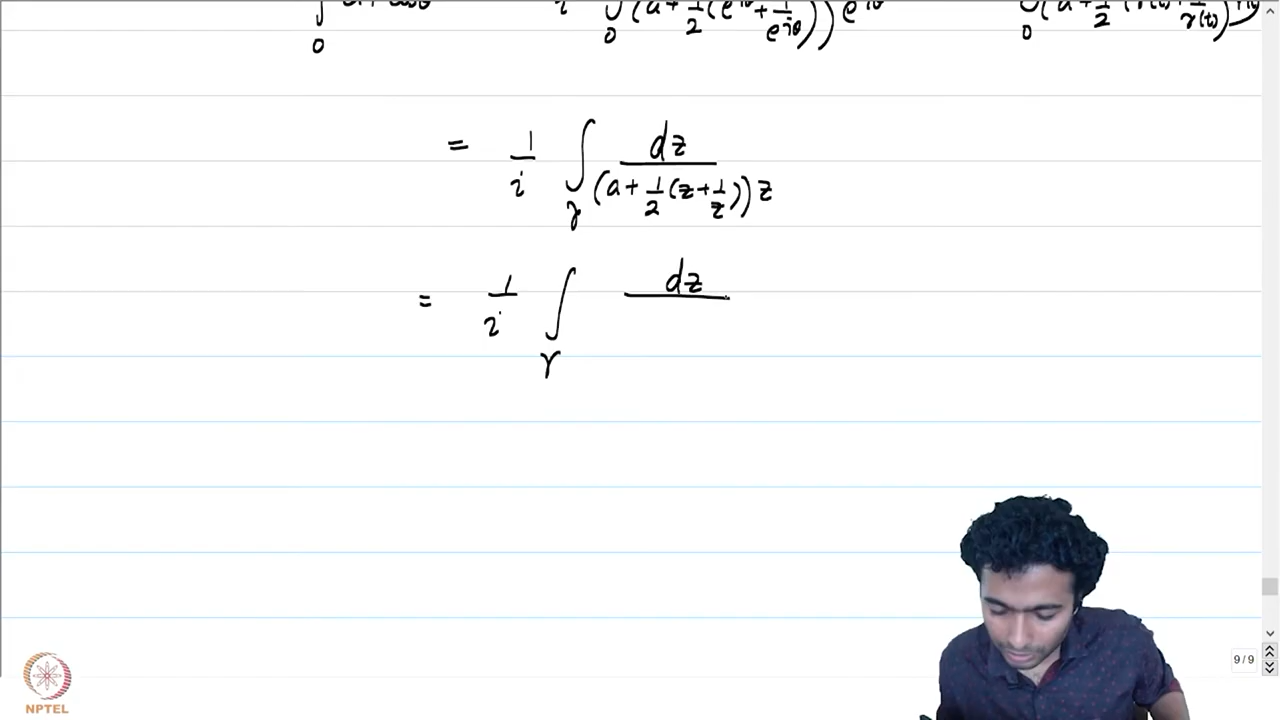 = 1/i ∫_γ dz / (a + 1/2 (z + 1/z)) z
= 1/i ∫_γ dz /
9 / 9
NPTEL